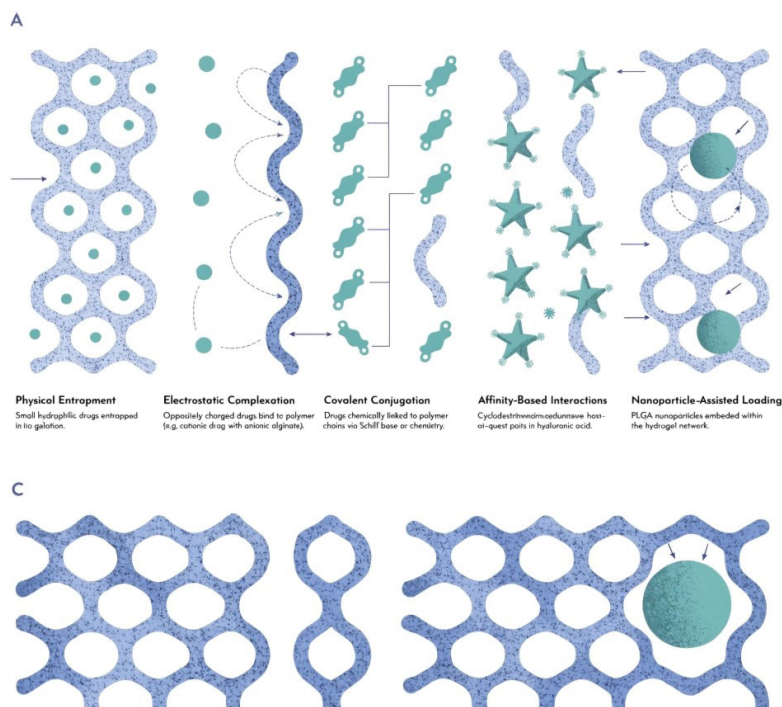 A
Physical Entropment
Small hydrophilic drugs entrapped
in galation.
Electrostatic Complexation
Oppositely charged drugs bind to polymer
(e.g, cationic drug with anionic alginate).
Covalent Conjugation
Drugs chemically linked to polymer
chains via Schiff base or chemistry.
Affinity-Based Interactions
in hyaluronic acid.
Nanoparticle-Assisted Loading
PLGA nanoparticles embeded within
the hydrogel network.
C